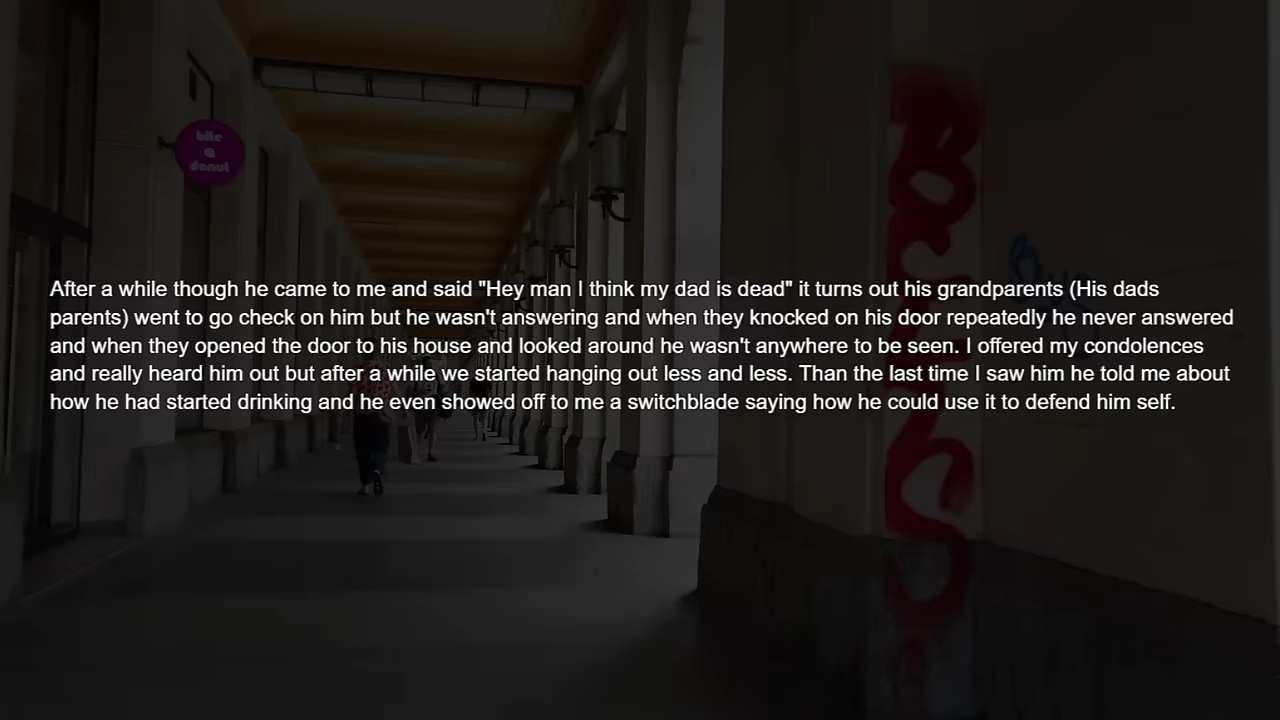 bite
a
donut
After a while though he came to me and said "Hey man I think my dad is dead" it turns out his grandparents (His dads
parents) went to go check on him but he wasn't answering and when they knocked on his door repeatedly he never answered
and when they opened the door to his house and looked around he wasn't anywhere to be seen. I offered my condolences
and really heard him out but after a while we started hanging out less and less. Than the last time I saw him he told me about
how he had started drinking and he even showed off to me a switchblade saying how he could use it to defend him self.